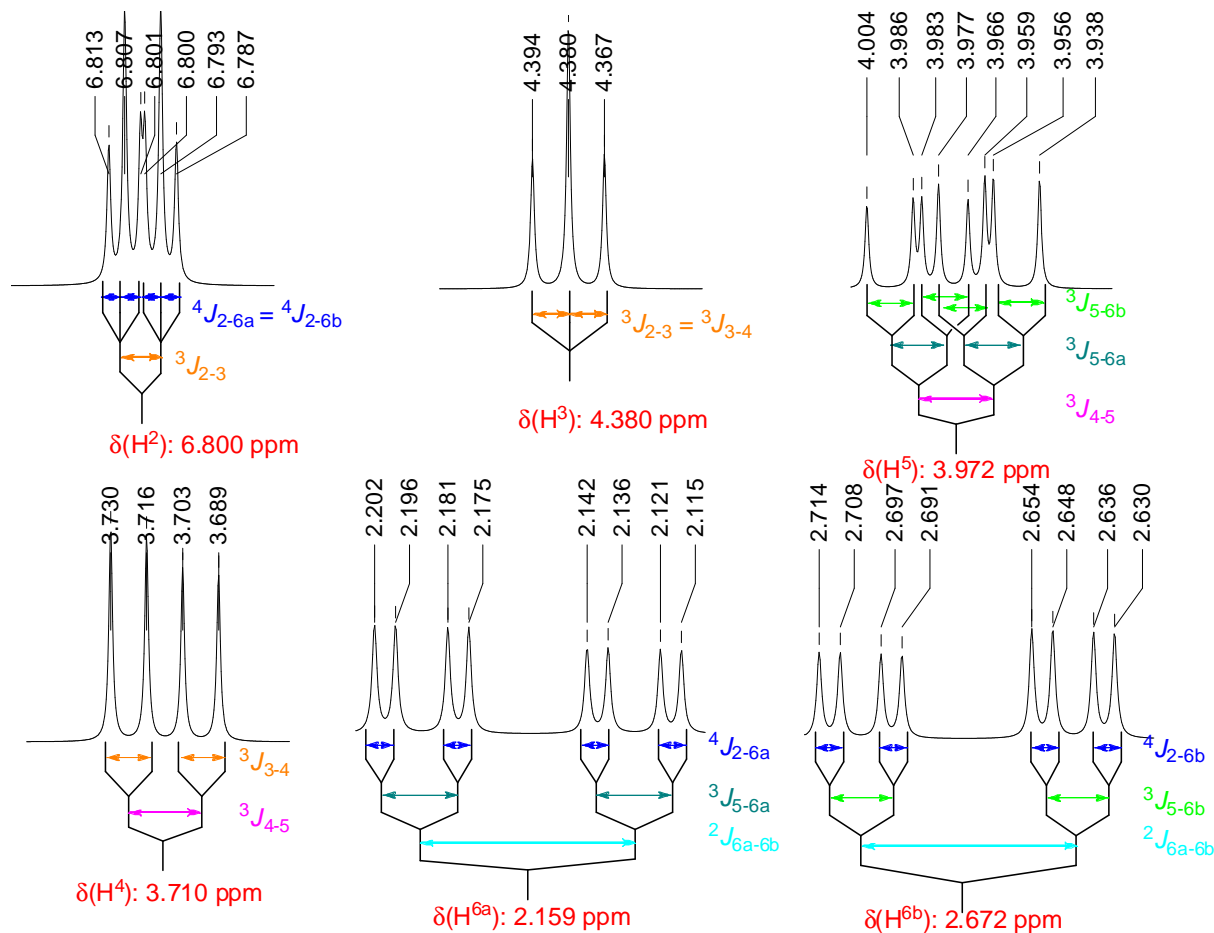 6.813
6.807
6.801
6.800
6.793
6.787
⁴J₂₋₆ₐ = ⁴J₂₋₆b
³J₂₋₃
δ(H²): 6.800 ppm
4.394
4.380
4.367
³J₂₋₃ = ³J₃₋₄
δ(H³): 4.380 ppm
4.004
3.986
3.983
3.977
3.966
3.959
3.956
3.938
³J₅₋₆b
³J₅₋₆ₐ
³J₄₋₅
δ(H⁵): 3.972 ppm
3.730
3.716
3.703
3.689
³J₃₋₄
³J₄₋₅
δ(H⁴): 3.710 ppm
2.202
2.196
2.181
2.175
2.142
2.136
2.121
2.115
⁴J₂₋₆ₐ
³J₅₋₆ₐ
²J₆ₐ₋₆b
δ(H⁶ᵃ): 2.159 ppm
2.714
2.708
2.697
2.691
2.654
2.648
2.636
2.630
⁴J₂₋₆b
³J₅₋₆b
²J₆ₐ₋₆b
δ(H⁶ᵇ): 2.672 ppm